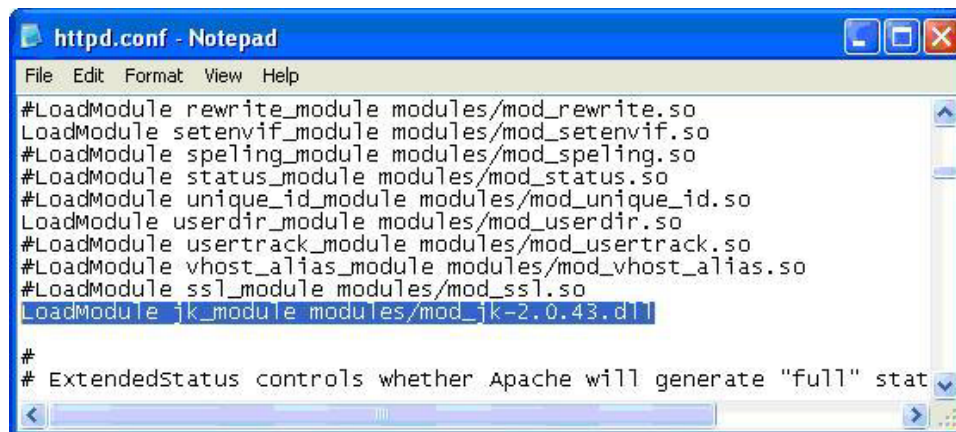 httpd.conf - Notepad
File Edit Format View Help
#LoadModule rewrite_module modules/mod_rewrite.so
LoadModule setenvif_module modules/mod_setenvif.so
#LoadModule speling_module modules/mod_speling.so
#LoadModule status_module modules/mod_status.so
#LoadModule unique_id_module modules/mod_unique_id.so
LoadModule userdir_module modules/mod_userdir.so
#LoadModule usertrack_module modules/mod_usertrack.so
#LoadModule vhost_alias_module modules/mod_vhost_alias.so
#LoadModule ssl_module modules/mod_ssl.so
LoadModule jk_module modules/mod_jk-2.0.43.dll
#
# ExtendedStatus controls whether Apache will generate "full" stat